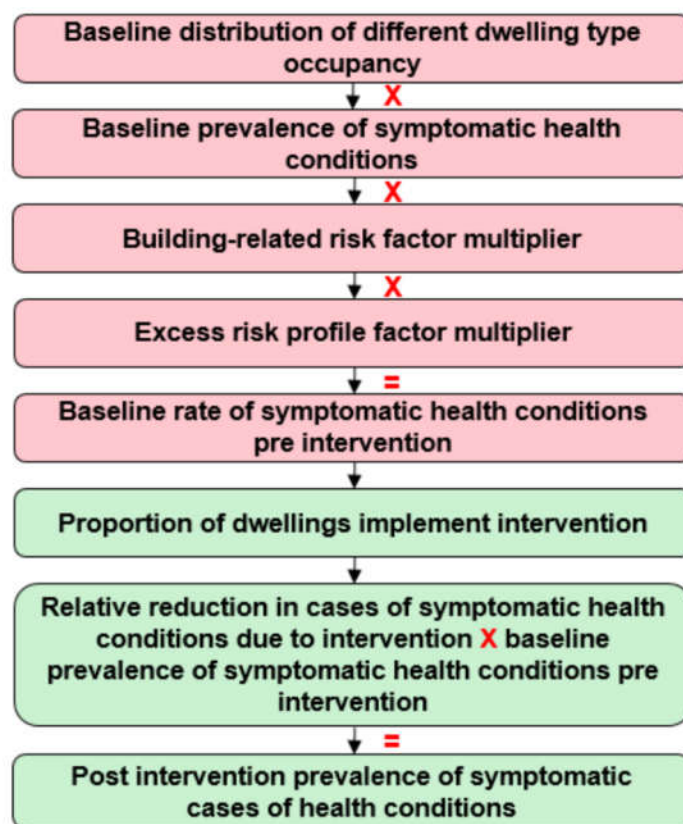 Baseline distribution of different dwelling type
occupancy
X
Baseline prevalence of symptomatic health
conditions
X
Building-related risk factor multiplier
X
Excess risk profile factor multiplier
=
Baseline rate of symptomatic health conditions
pre intervention
Proportion of dwellings implement intervention
Relative reduction in cases of symptomatic health
conditions due to intervention X baseline
prevalence of symptomatic health conditions pre
intervention
=
Post intervention prevalence of symptomatic
cases of health conditions